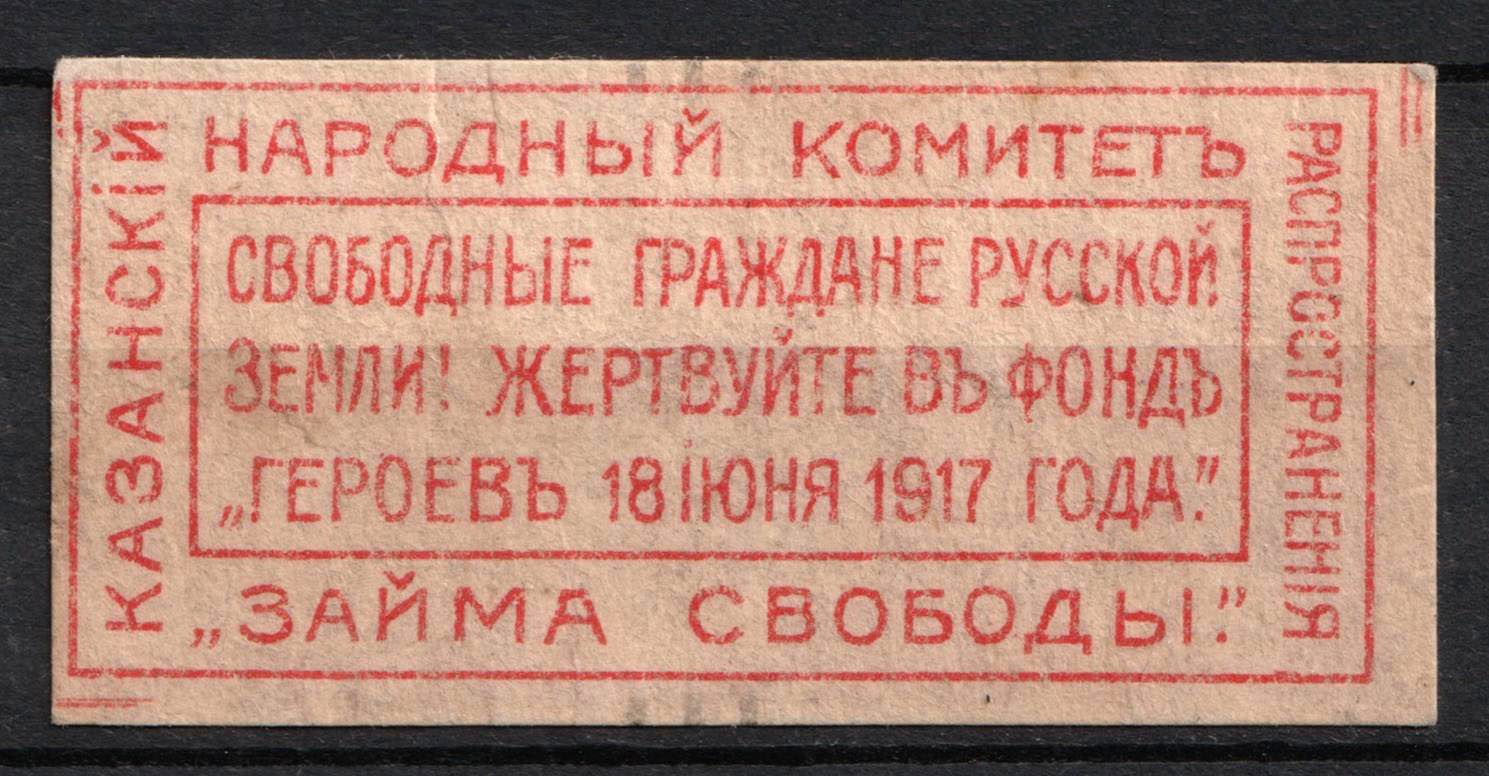 КАЗАНСКІЙ
НАРОДНЫЙ КОМИТЕТЪ
РАСПРОСТРАНЕНІЯ
„ЗАЙМА СВОБОДЫ.”
СВОБОДНЫЕ ГРАЖДАНЕ РУССКОЙ
ЗЕМЛИ! ЖЕРТВУЙТЕ ВЪ ФОНДЪ
„ГЕРОЕВЪ 18 ІЮНЯ 1917 ГОДА.”